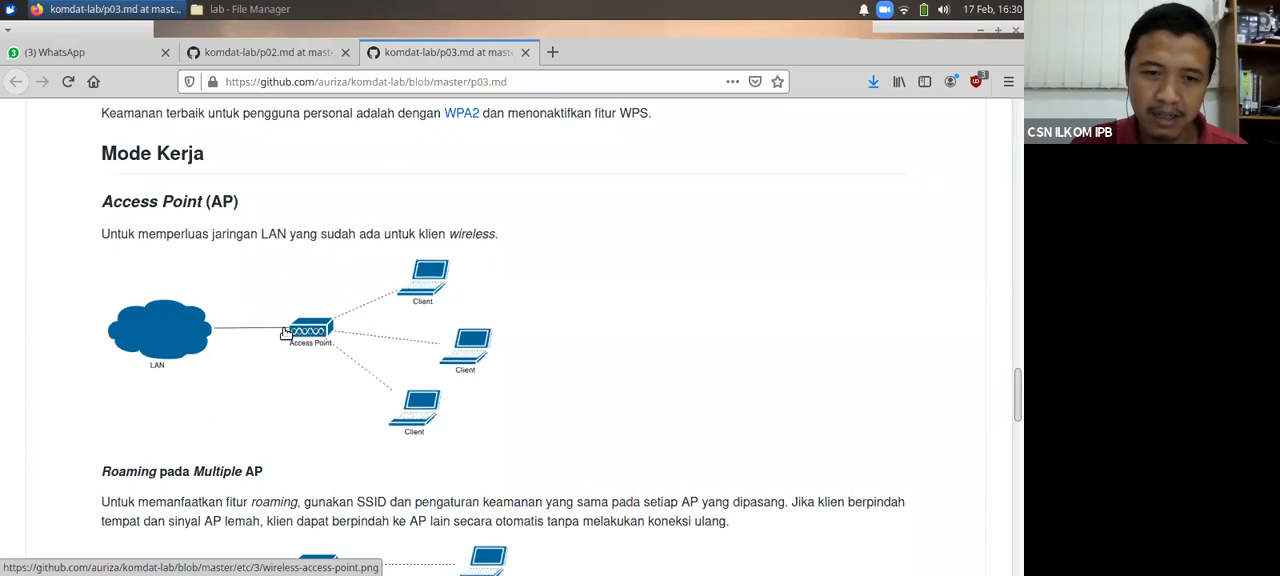 komdat-lab/p03.md at mast...
lab - File Manager
17 Feb, 16:30
(3) WhatsApp
komdat-lab/p02.md at mast
komdat-lab/p03.md at mast
https://github.com/auriza/komdat-lab/blob/master/p03.md
3
Keamanan terbaik untuk pengguna personal adalah dengan WPA2 dan menonaktifkan fitur WPS.
CSN ILKOM IPB
Mode Kerja
Access Point (AP)
Untuk memperluas jaringan LAN yang sudah ada untuk klien wireless.
Client
Access Point
LAN
Client
Client
Roaming pada Multiple AP
Untuk memanfaatkan fitur roaming, gunakan SSID dan pengaturan keamanan yang sama pada setiap AP yang dipasang. Jika klien berpindah
tempat dan sinyal AP lemah, klien dapat berpindah ke AP lain secara otomatis tanpa melakukan koneksi ulang.
https://github.com/auriza/komdat-lab/blob/master/etc/3/wireless-access-point.png